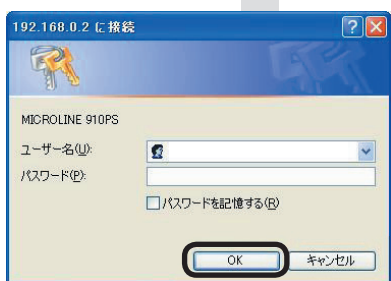 192.168.0.2 に接続
MICROLINE 910PS
ユーザー名(U):
パスワード(P):
パスワードを記憶する(R)
OK
キャンセル